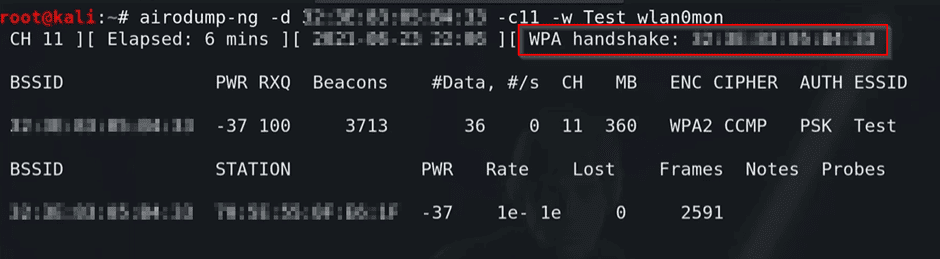 root@kali:~# airodump-ng -d -c11 -w Test wlan0mon
CH 11 ][ Elapsed: 6 mins ][ ][ WPA handshake:
BSSID PWR RXQ Beacons #Data, #/s CH MB ENC CIPHER AUTH ESSID
-37 100 3713 36 0 11 360 WPA2 CCMP PSK Test
BSSID STATION PWR Rate Lost Frames Notes Probes
-37 1e- 1e 0 2591